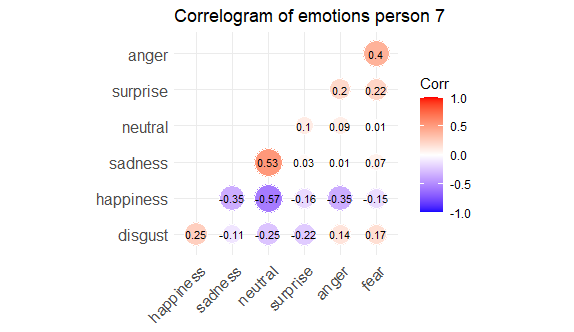 Correlogram of emotions person 7
anger 0.4
surprise 0.2 0.22
neutral 0.1 0.09 0.01
sadness 0.53 0.03 0.01 0.07
happiness -0.35 -0.57 -0.16 -0.35 -0.15
disgust 0.25 -0.11 -0.25 -0.22 0.14 0.17
happiness sadness neutral surprise anger fear
Corr
1.0
0.5
0.0
-0.5
-1.0